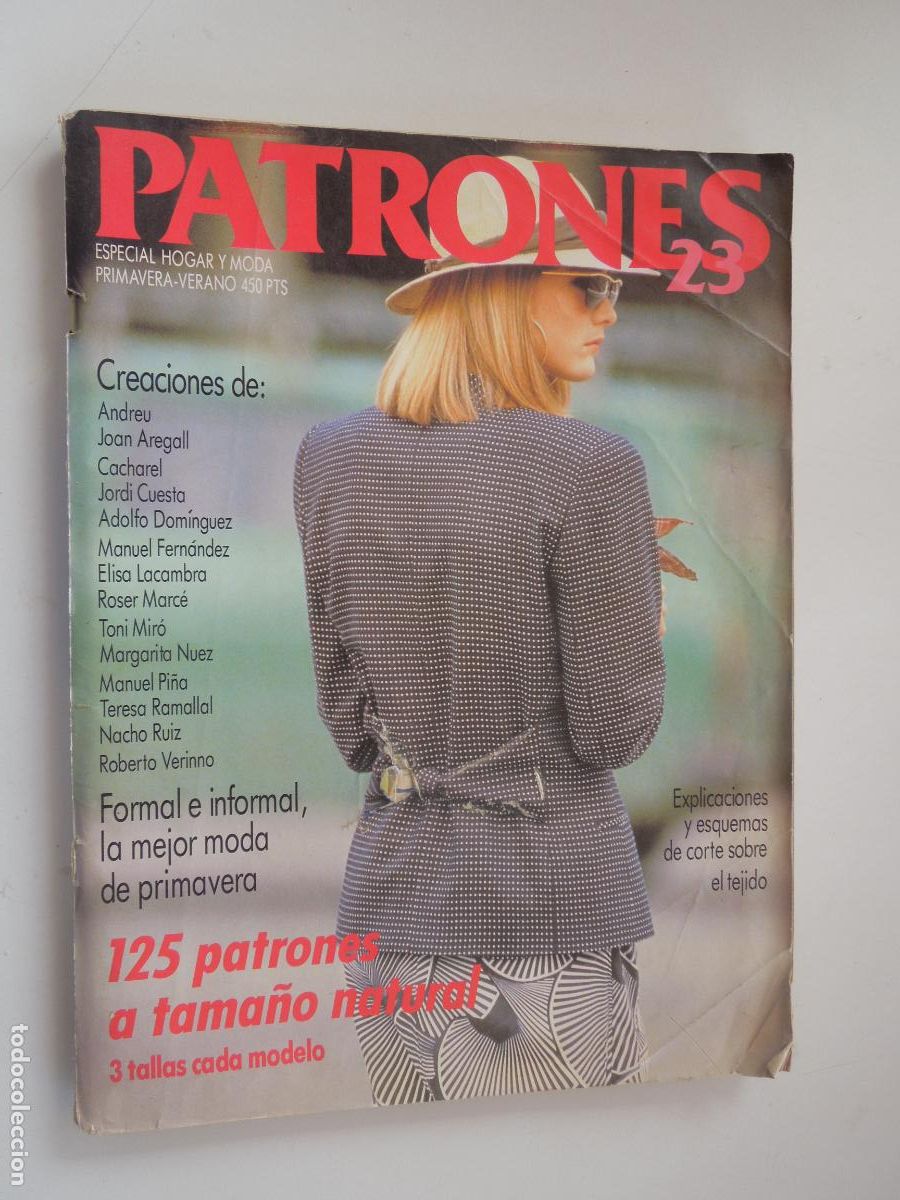 PATRONES
23
ESPECIAL HOGAR Y MODA
PRIMAVERA-VERANO 450 PTS
Creaciones de:
Andreu
Joan Aregall
Cacharel
Jordi Cuesta
Adolfo Domínguez
Manuel Fernández
Elisa Lacambra
Roser Marcé
Toni Miró
Margarita Nuez
Manuel Piña
Teresa Ramallal
Nacho Ruiz
Roberto Verinno
Formal e informal,
la mejor moda
de primavera
Explicaciones
y esquemas
de corte sobre
el tejido
125 patrones
a tamaño natural
3 tallas cada modelo
todocoleccion